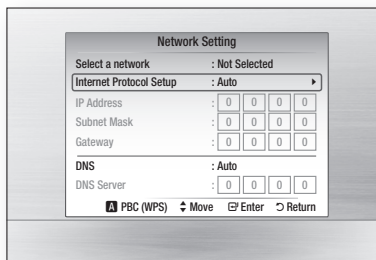 Network Setting
Select a network : Not Selected
Internet Protocol Setup : Auto
IP Address : 0 0 0 0
Subnet Mask : 0 0 0 0
Gateway : 0 0 0 0
DNS : Auto
DNS Server : 0 0 0 0
A PBC (WPS) Move Enter Return